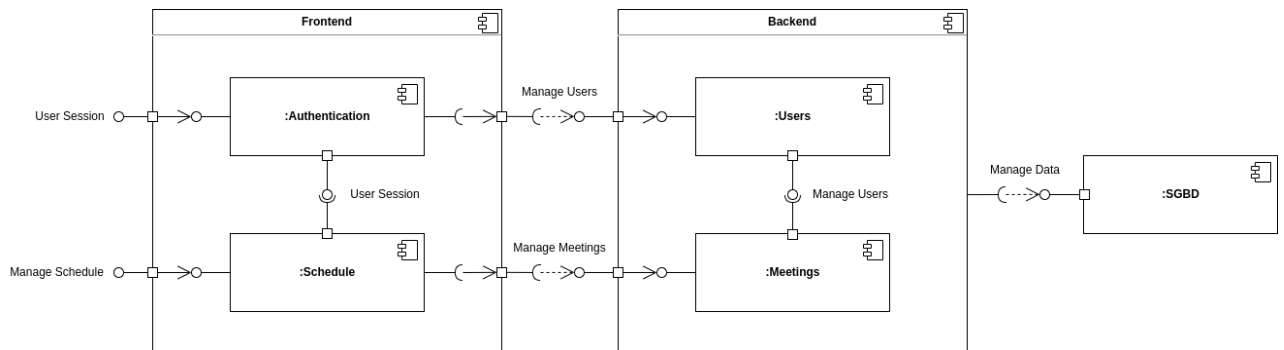 Frontend
Backend
Manage Users
User Session
:Authentication
:Users
Manage Data
User Session
Manage Users
:SGBD
Manage Meetings
Manage Schedule
:Schedule
:Meetings